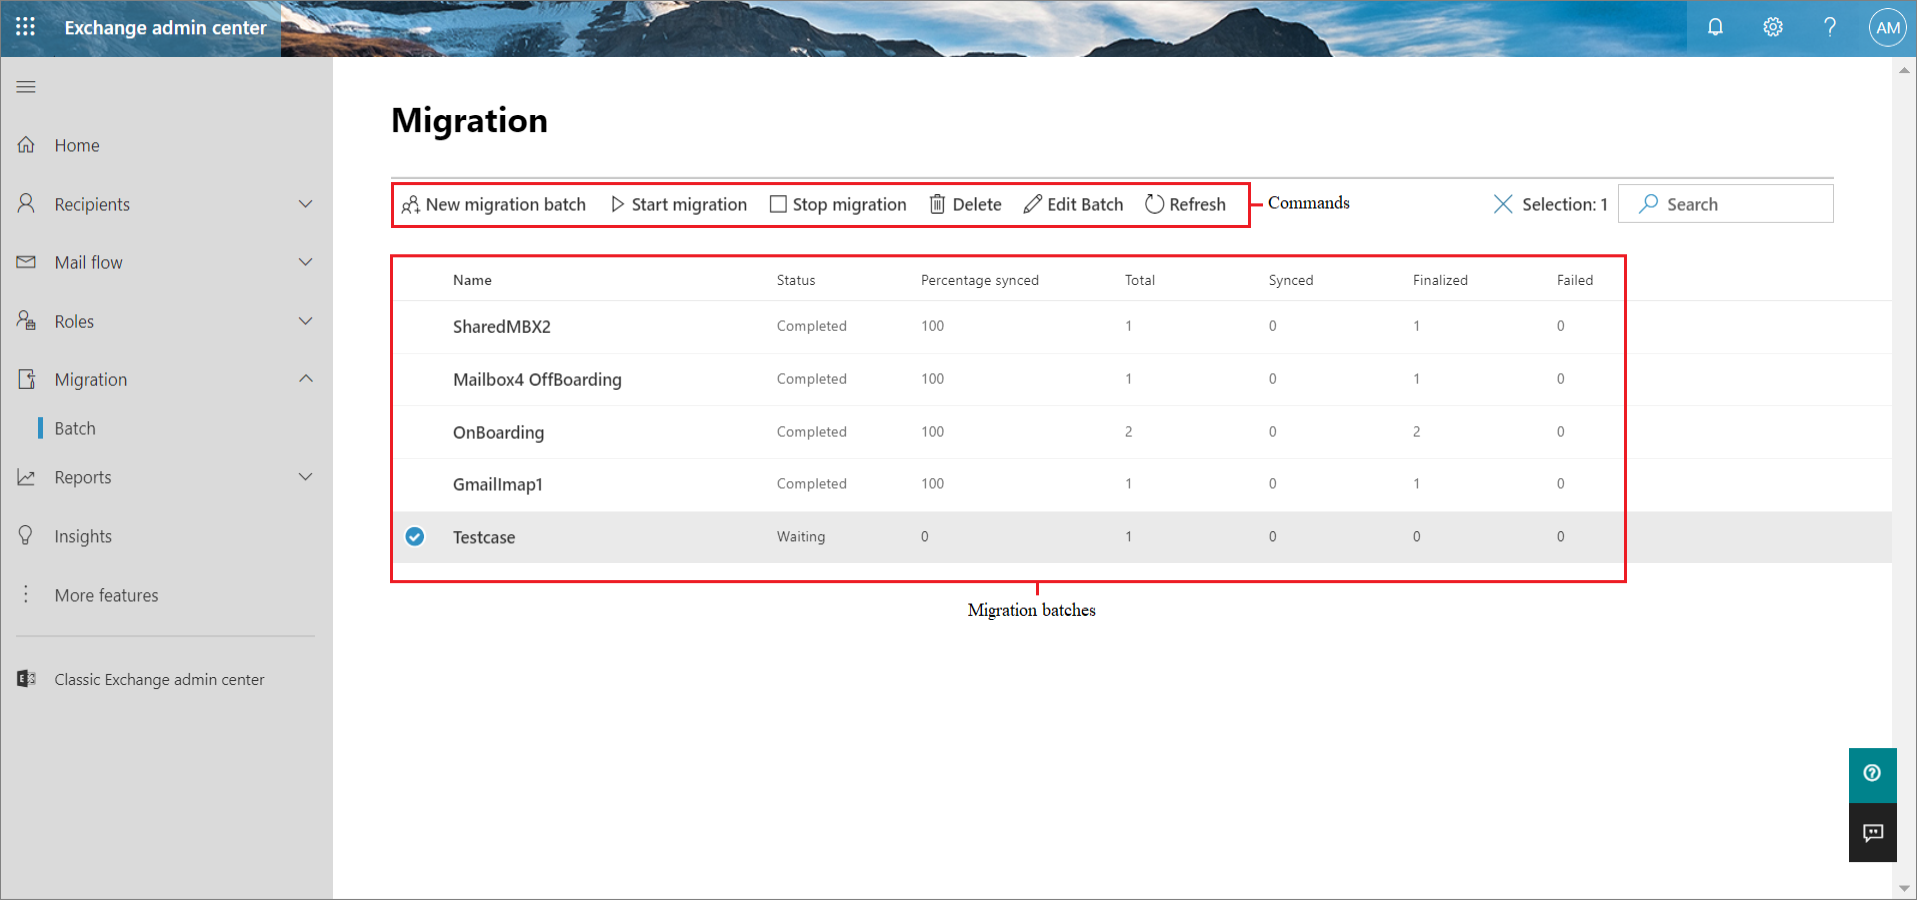 Exchange admin center
?
AM
Home
Recipients
Mail flow
Roles
Migration
Batch
Reports
Insights
More features
Classic Exchange admin center
Migration
New migration batch Start migration Stop migration Delete Edit Batch Refresh Commands Selection: 1 Search
Name Status Percentage synced Total Synced Finalized Failed
SharedMBX2 Completed 100 1 0 1 0
Mailbox4 OffBoarding Completed 100 1 0 1 0
OnBoarding Completed 100 2 0 2 0
GmailImap1 Completed 100 1 0 1 0
Testcase Waiting 0 1 0 0 0
Migration batches